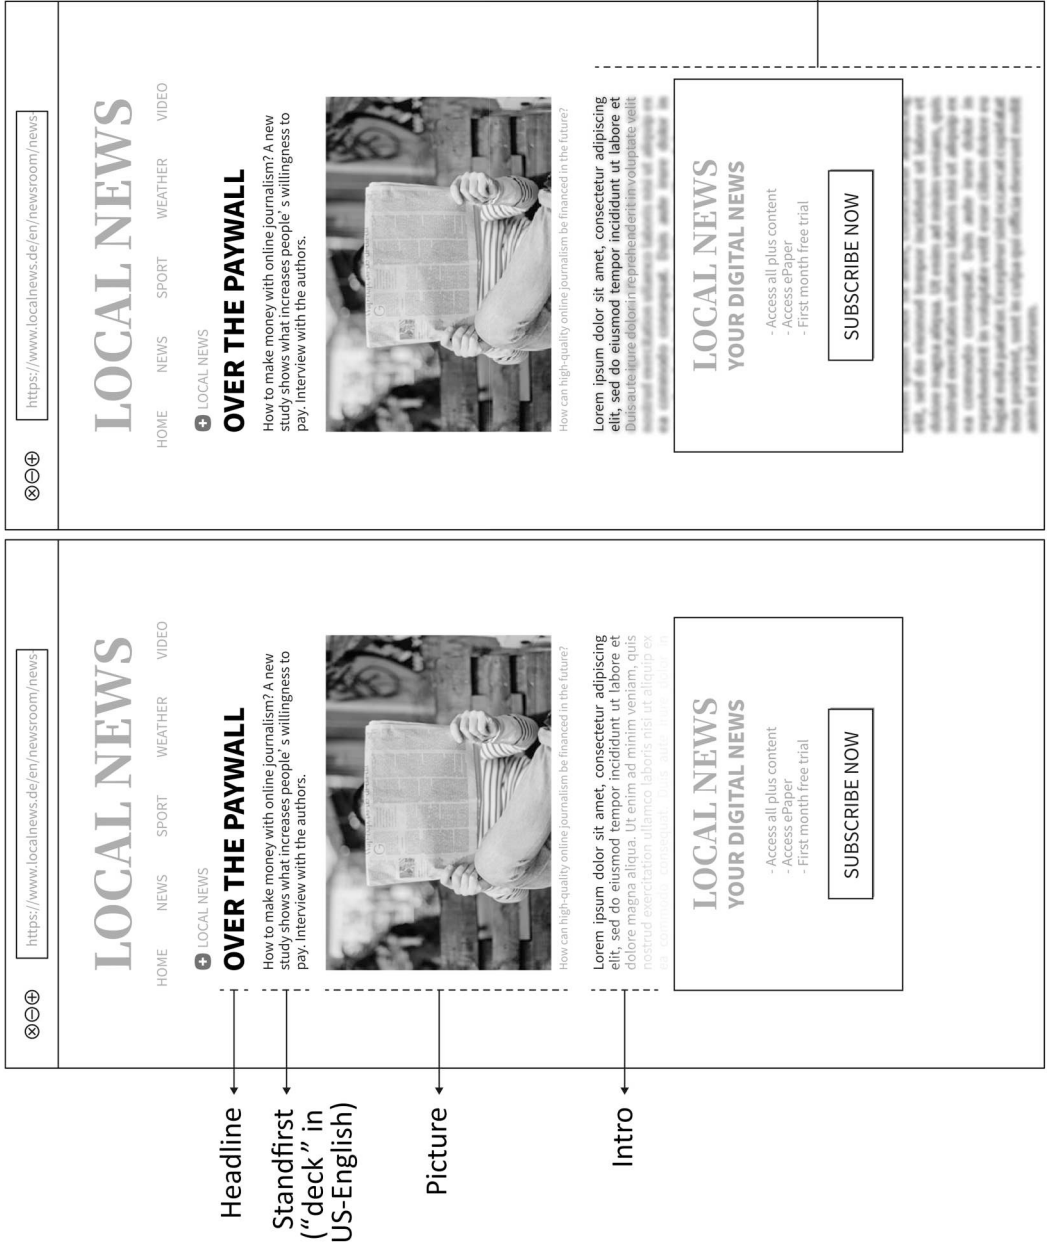 Headline
Standfirst
("deck" in
US-English)
Picture
Intro
https://www.localnews.de/en/newsroom/news-
LOCAL NEWS
HOME NEWS SPORT WEATHER VIDEO
LOCAL NEWS
OVER THE PAYWALL
How to make money with online journalism? A new
study shows what increases people's willingness to
pay. Interview with the authors.
How can high-quality online journalism be financed in the future?
Lorem ipsum dolor sit amet, consectetur adipiscing
elit, sed do eiusmod tempor incididunt ut labore et
dolore magna aliqua. Ut enim ad minim veniam, quis
nostrud exercitation ullamco laboris nisi ut aliquip ex
ea commodo consequat. Duis aute irure dolor in
LOCAL NEWS
YOUR DIGITAL NEWS
- Access all plus content
- Access ePaper
- First month free trial
SUBSCRIBE NOW
https://www.localnews.de/en/newsroom/news-
LOCAL NEWS
HOME NEWS SPORT WEATHER VIDEO
LOCAL NEWS
OVER THE PAYWALL
How to make money with online journalism? A new
study shows what increases people's willingness to
pay. Interview with the authors.
How can high-quality online journalism be financed in the future?
Lorem ipsum dolor sit amet, consectetur adipiscing
elit, sed do eiusmod tempor incididunt ut labore et
Duis aute irure dolor in reprehenderit in voluptate velit
LOCAL NEWS
YOUR DIGITAL NEWS
- Access all plus content
- Access ePaper
- First month free trial
SUBSCRIBE NOW